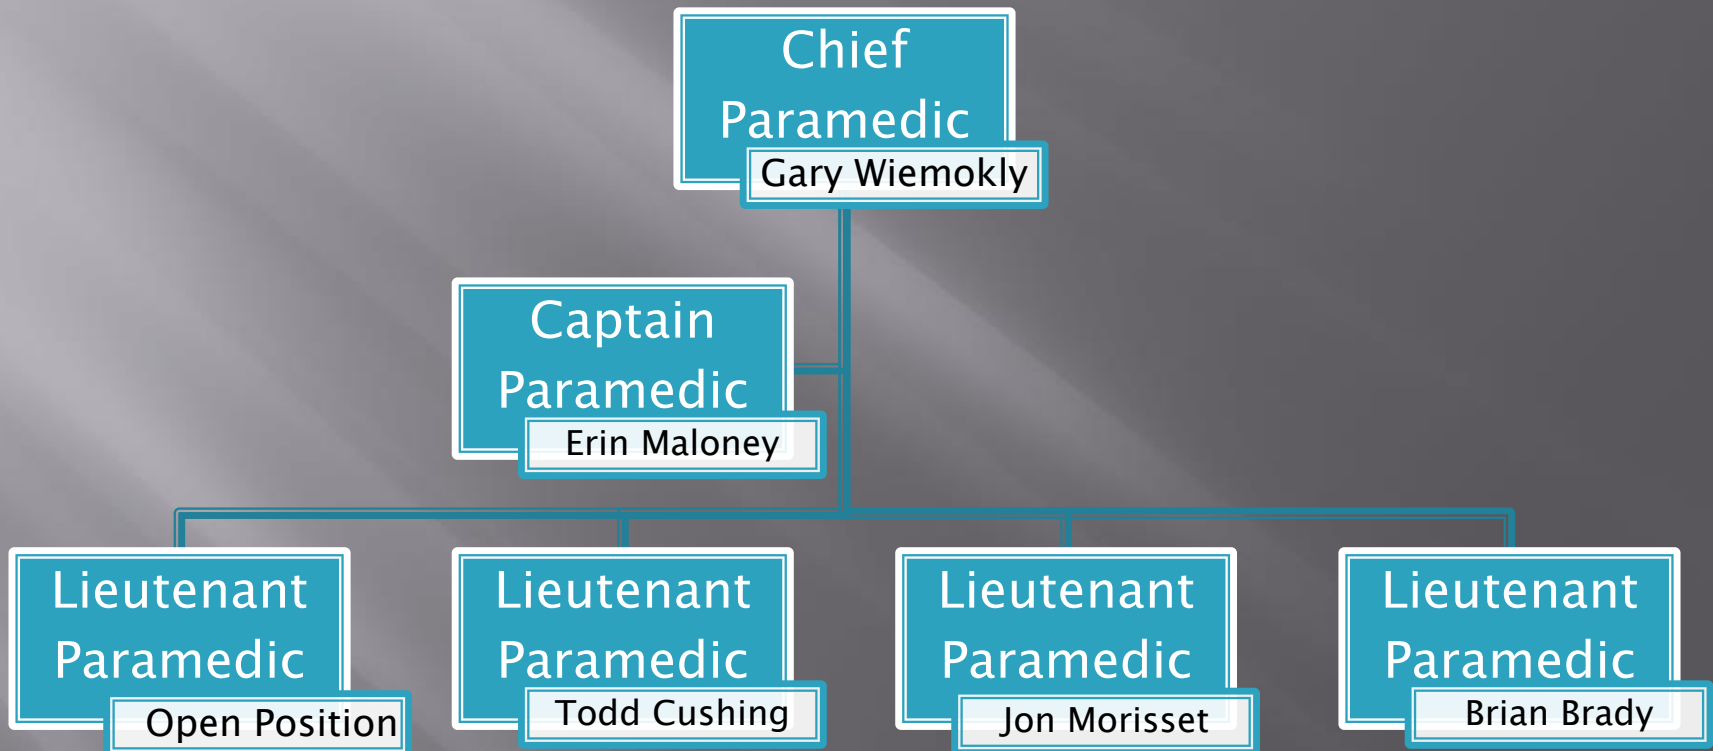 Chief
Paramedic
Gary Wiemokly
Captain
Paramedic
Erin Maloney
Lieutenant
Paramedic
Open Position
Lieutenant
Paramedic
Todd Cushing
Lieutenant
Paramedic
Jon Morisset
Lieutenant
Paramedic
Brian Brady